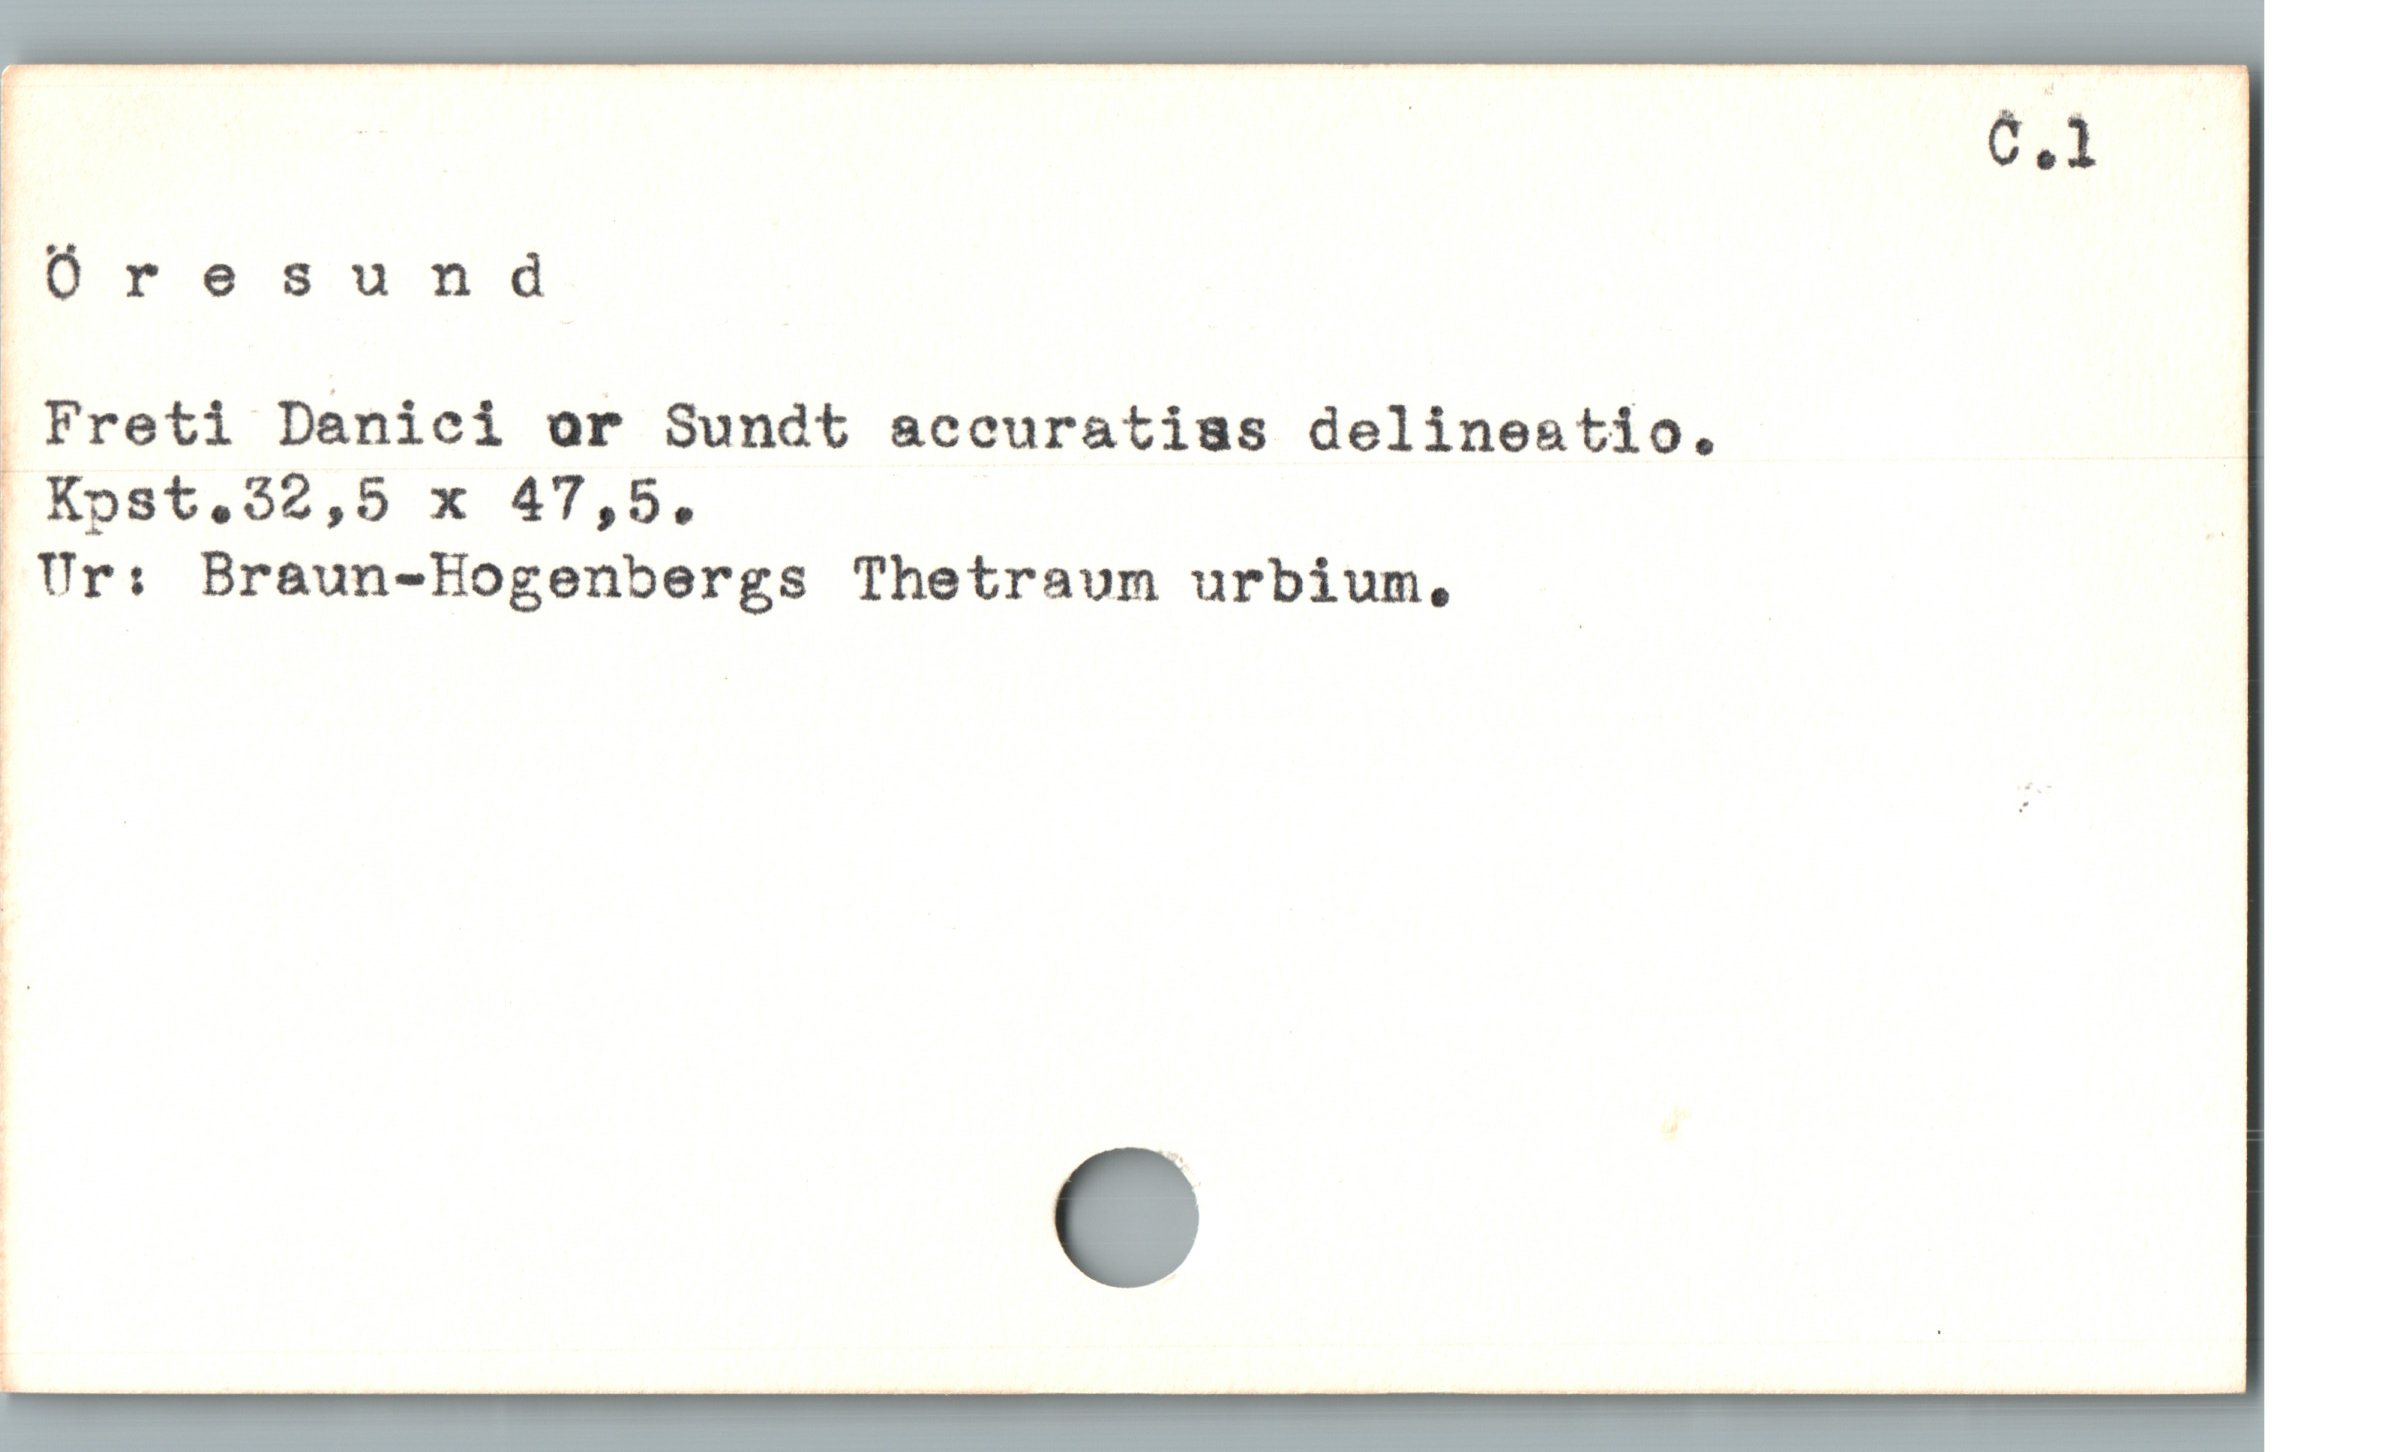 C.1
Ö r e s u n d
Freti Danici or Sundt accuratiss delineatio.
Kpst.32,5 x 47,5.
Ur: Braun-Hogenbergs Thetraum urbium.